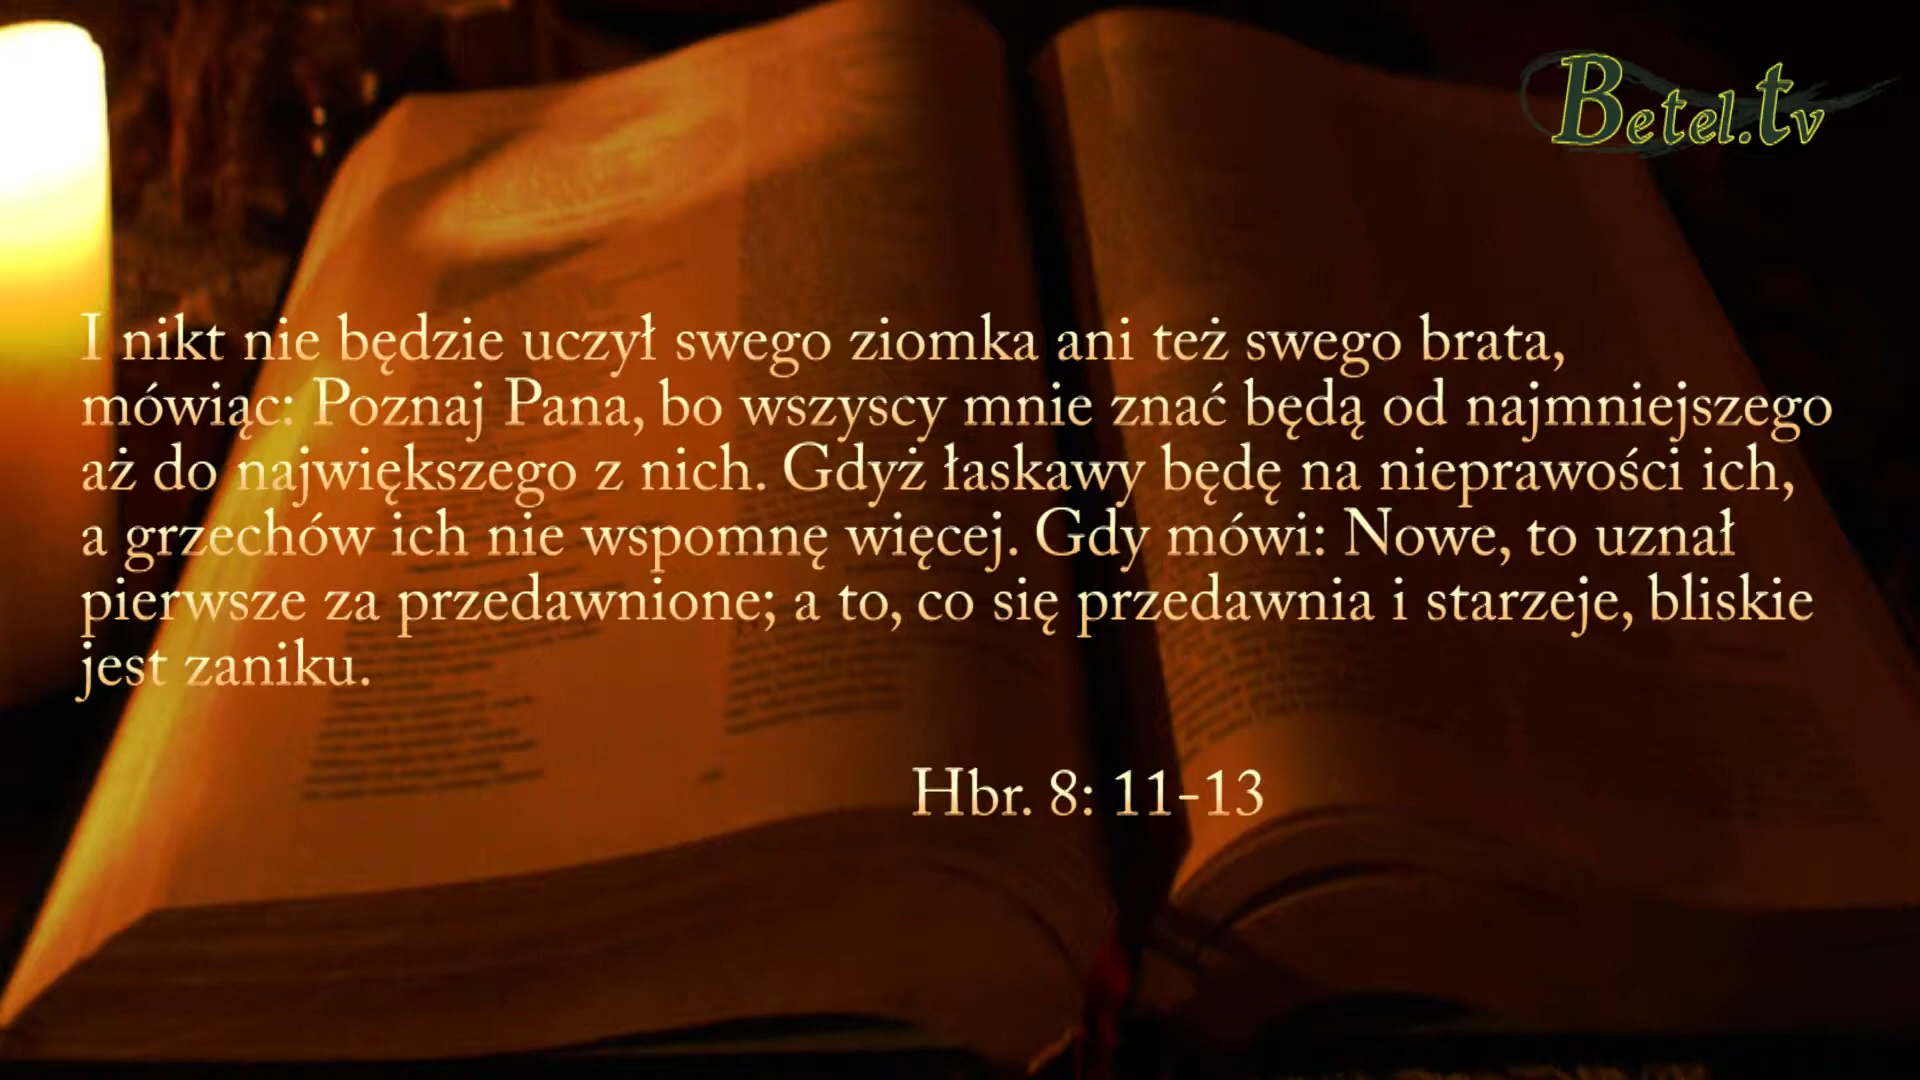 Betel.tv
I nikt nie będzie uczył swego ziomka ani też swego brata,
mówiąc: Poznaj Pana, bo wszyscy mnie znać będą od najmniejszego
aż do największego z nich. Gdyż łaskawy będę na nieprawości ich,
a grzechów ich nie wspomnę więcej. Gdy mówi: Nowe, to uznał
pierwsze za przedawnione; a to, co się przedawnia i starzeje, bliskie
jest zaniku.
Hbr. 8: 11-13